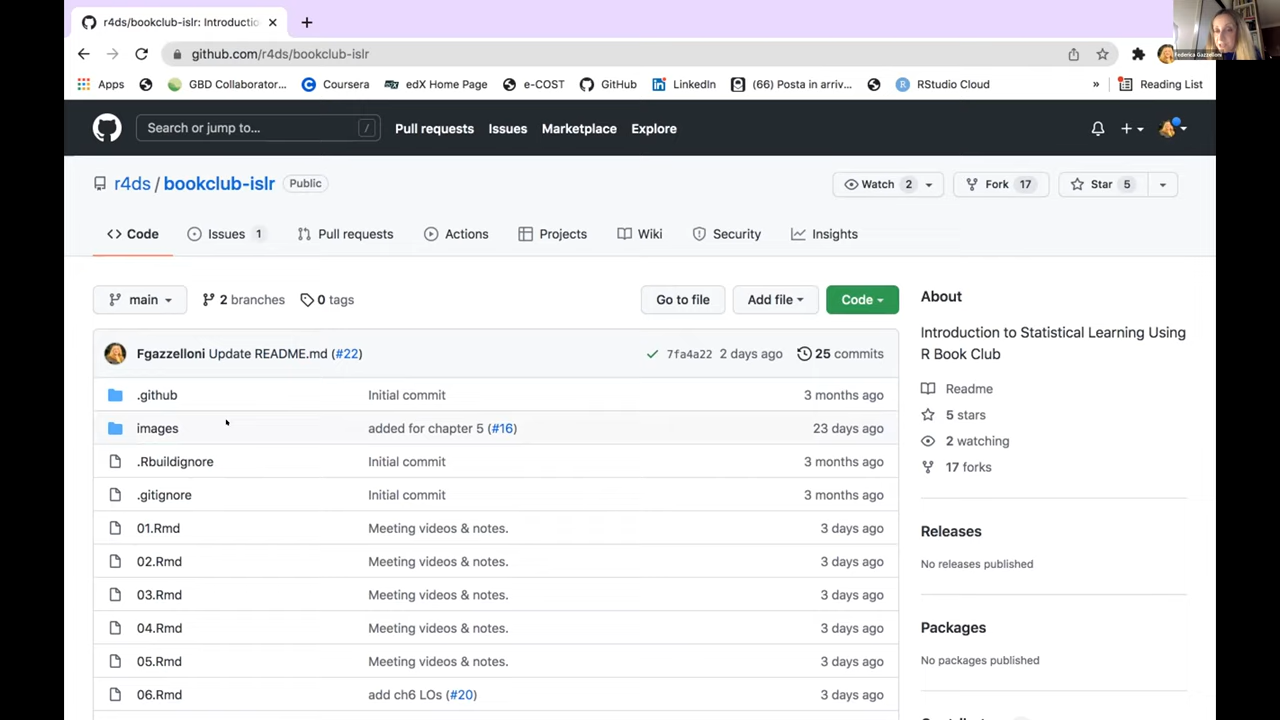 r4ds/bookclub-islr: Introductio
github.com/r4ds/bookclub-islr
Federica Gazzelloni
Apps GBD Collaborator... Coursera edX Home Page e-COST GitHub LinkedIn (66) Posta in arriv... RStudio Cloud » Reading List
Search or jump to... / Pull requests Issues Marketplace Explore
r4ds / bookclub-islr Public Watch 2 Fork 17 Star 5
Code Issues 1 Pull requests Actions Projects Wiki Security Insights
main 2 branches 0 tags Go to file Add file Code
Fgazzelloni Update README.md (#22) 7fa4a22 2 days ago 25 commits
.github Initial commit 3 months ago
images added for chapter 5 (#16) 23 days ago
.Rbuildignore Initial commit 3 months ago
.gitignore Initial commit 3 months ago
01.Rmd Meeting videos & notes. 3 days ago
02.Rmd Meeting videos & notes. 3 days ago
03.Rmd Meeting videos & notes. 3 days ago
04.Rmd Meeting videos & notes. 3 days ago
05.Rmd Meeting videos & notes. 3 days ago
06.Rmd add ch6 LOs (#20) 3 days ago
About
Introduction to Statistical Learning Using
R Book Club
Readme
5 stars
2 watching
17 forks
Releases
No releases published
Packages
No packages published